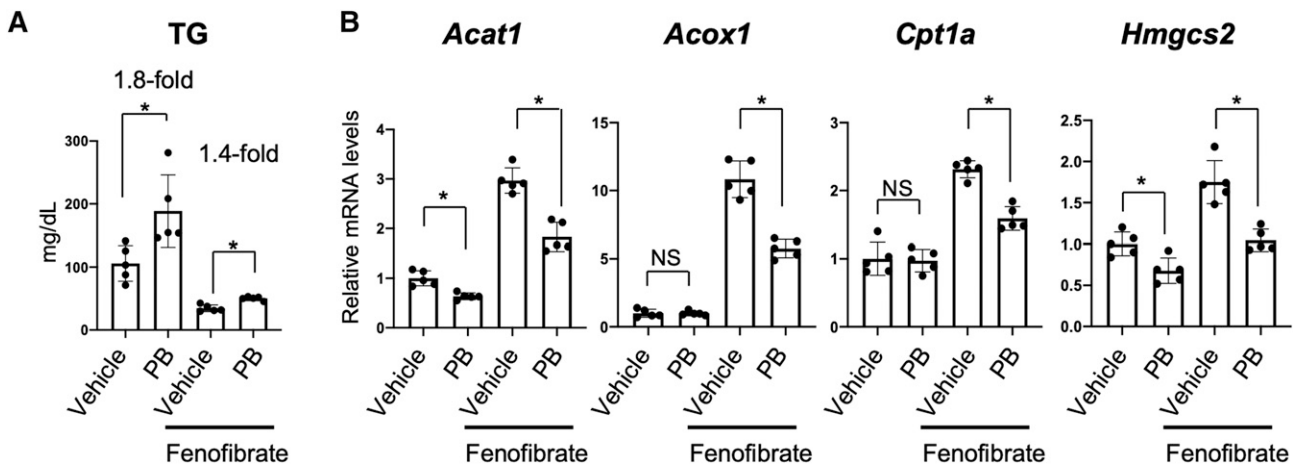 A
TG
1.8-fold
*
1.4-fold
*
mg/dL
300
200
100
0
Vehicle
PB
Vehicle
PB
Fenofibrate
B
Acat1
*
*
Relative mRNA levels
4
3
2
1
0
Vehicle
PB
Vehicle
PB
Fenofibrate
Acox1
*
NS
15
10
5
0
Vehicle
PB
Vehicle
PB
Fenofibrate
Cpt1a
*
NS
3
2
1
0
Vehicle
PB
Vehicle
PB
Fenofibrate
Hmgcs2
*
*
2.5
2.0
1.5
1.0
0.5
0.0
Vehicle
PB
Vehicle
PB
Fenofibrate